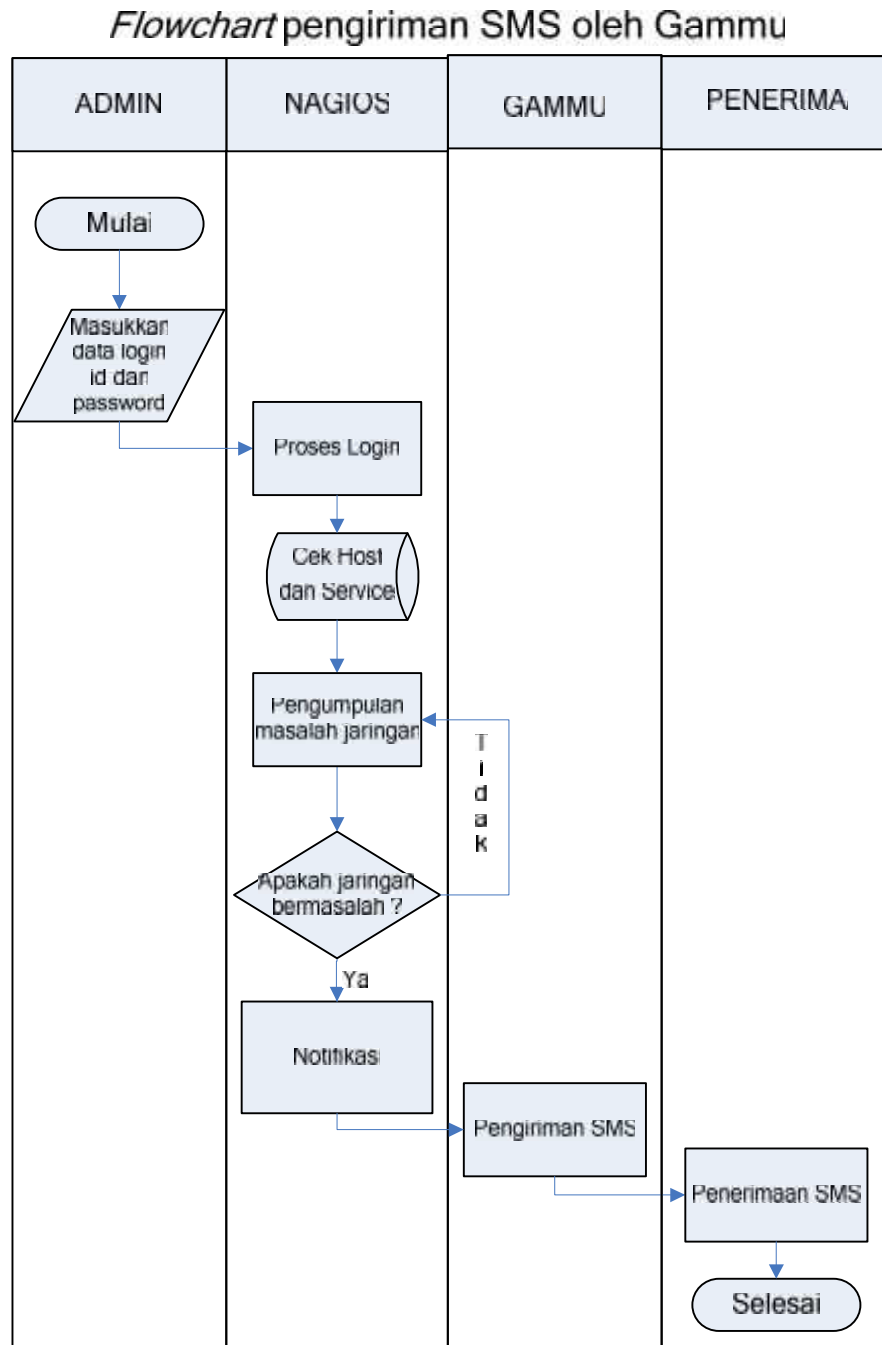 Flowchart pengiriman SMS oleh Gammu
ADMIN
NAGIOS
GAMMU
PENERIMA
Mulai
Masukkan
data login
id dan
password
Proses Login
Cek Host
dan Service
Pengumpulan
masalah jaringan
Tidak
Apakah jaringan
bermasalah ?
Ya
Notifikasi
Pengiriman SMS
Penerimaan SMS
Selesai